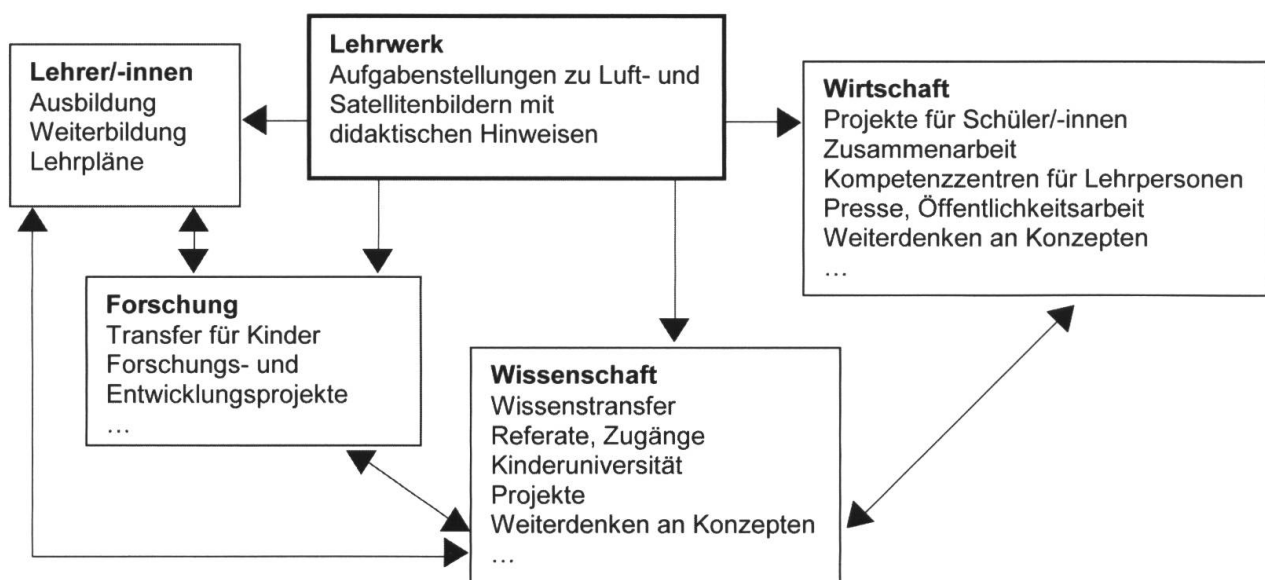 Lehrer/-innen
Ausbildung
Weiterbildung
Lehrpläne
Lehrwerk
Aufgabenstellungen zu Luft- und
Satellitenbildern mit
didaktischen Hinweisen
Wirtschaft
Projekte für Schüler/-innen
Zusammenarbeit
Kompetenzzentren für Lehrpersonen
Presse, Öffentlichkeitsarbeit
Weiterdenken an Konzepten
…
Forschung
Transfer für Kinder
Forschungs- und
Entwicklungsprojekte
…
Wissenschaft
Wissenstransfer
Referate, Zugänge
Kinderuniversität
Projekte
Weiterdenken an Konzepten
…